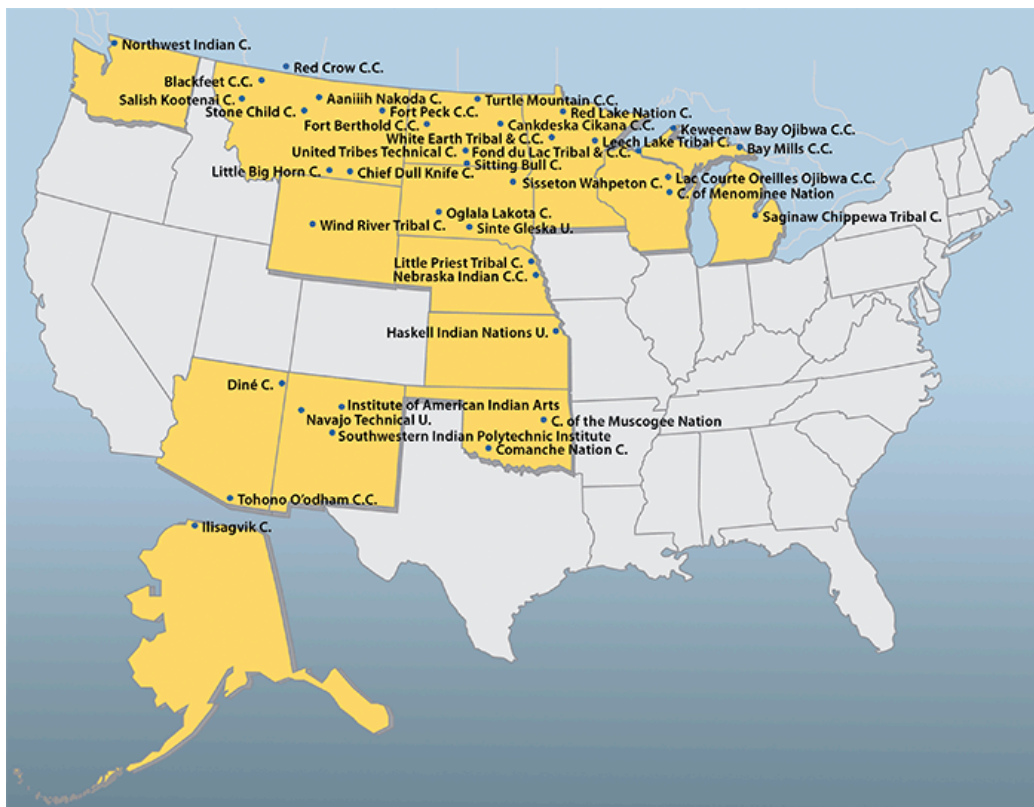 Northwest Indian C.
Red Crow C.C.
Blackfeet C.C.
Salish Kootenai C.
Aaniiih Nakoda C.
Turtle Mountain C.C.
Stone Child C.
Fort Peck C.C.
Red Lake Nation C.
Fort Berthold C.C.
Cankdeska Cikana C.C.
Keweenaw Bay Ojibwa C.C.
White Earth Tribal & C.C.
Leech Lake Tribal C.
Bay Mills C.C.
United Tribes Technical C.
Fond du Lac Tribal & C.C.
Sitting Bull C.
Little Big Horn C.
Chief Dull Knife C.
Sisseton Wahpeton C.
Lac Courte Oreilles Ojibwa C.C.
C. of Menominee Nation
Oglala Lakota C.
Saginaw Chippewa Tribal C.
Wind River Tribal C.
Sinte Gleska U.
Little Priest Tribal C.
Nebraska Indian C.C.
Haskell Indian Nations U.
Diné C.
Institute of American Indian Arts
Navajo Technical U.
C. of the Muscogee Nation
Southwestern Indian Polytechnic Institute
Comanche Nation C.
Tohono O'odham C.C.
Ilisagvik C.